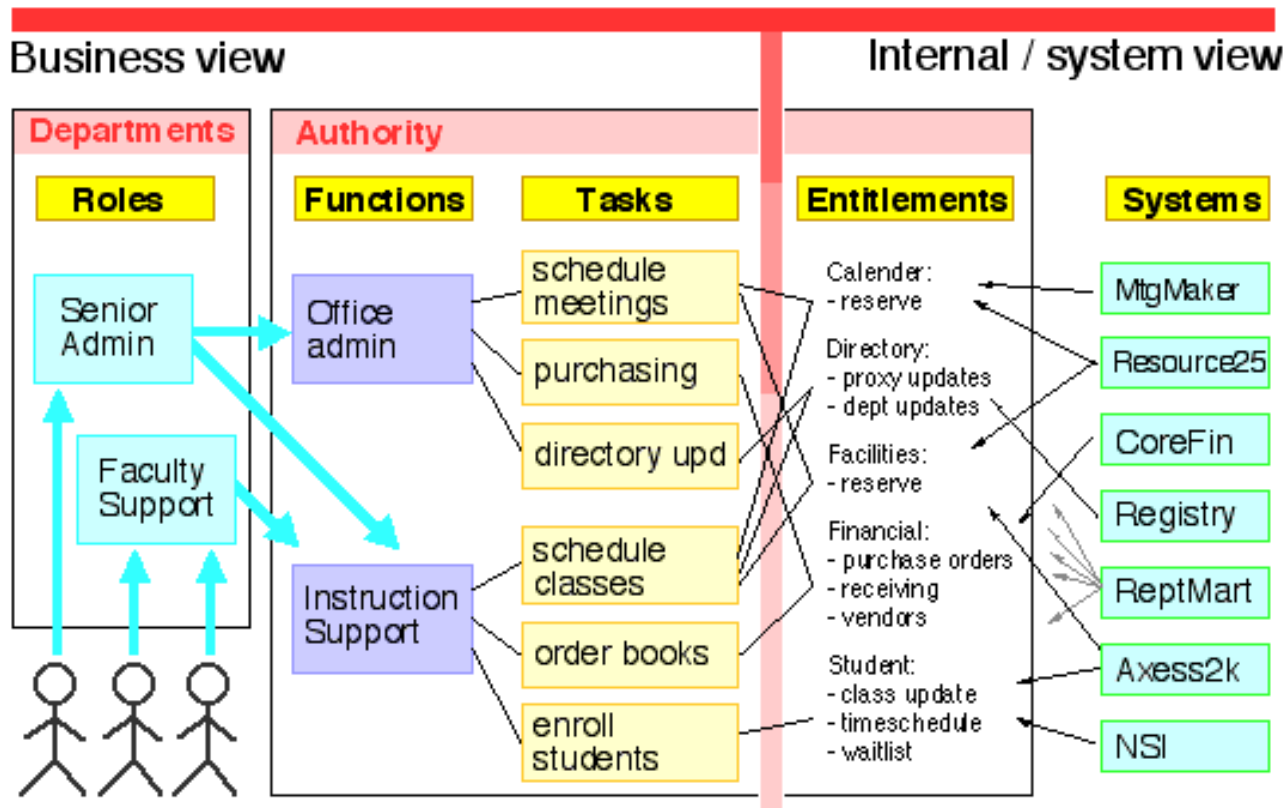 Business view
Internal / system view
Departments
Authority
Roles
Functions
Tasks
Entitlements
Systems
Senior
Admin
Faculty
Support
Office
admin
Instruction
Support
schedule
meetings
purchasing
directory upd
schedule
classes
order books
enroll
students
Calender:
- reserve
Directory:
- proxy updates
- dept updates
Facilities:
- reserve
Financial:
- purchase orders
- receiving
- vendors
Student:
- class update
- timeschedule
- waitlist
MtgMaker
Resource25
CoreFin
Registry
ReptMart
Axess2k
NSI